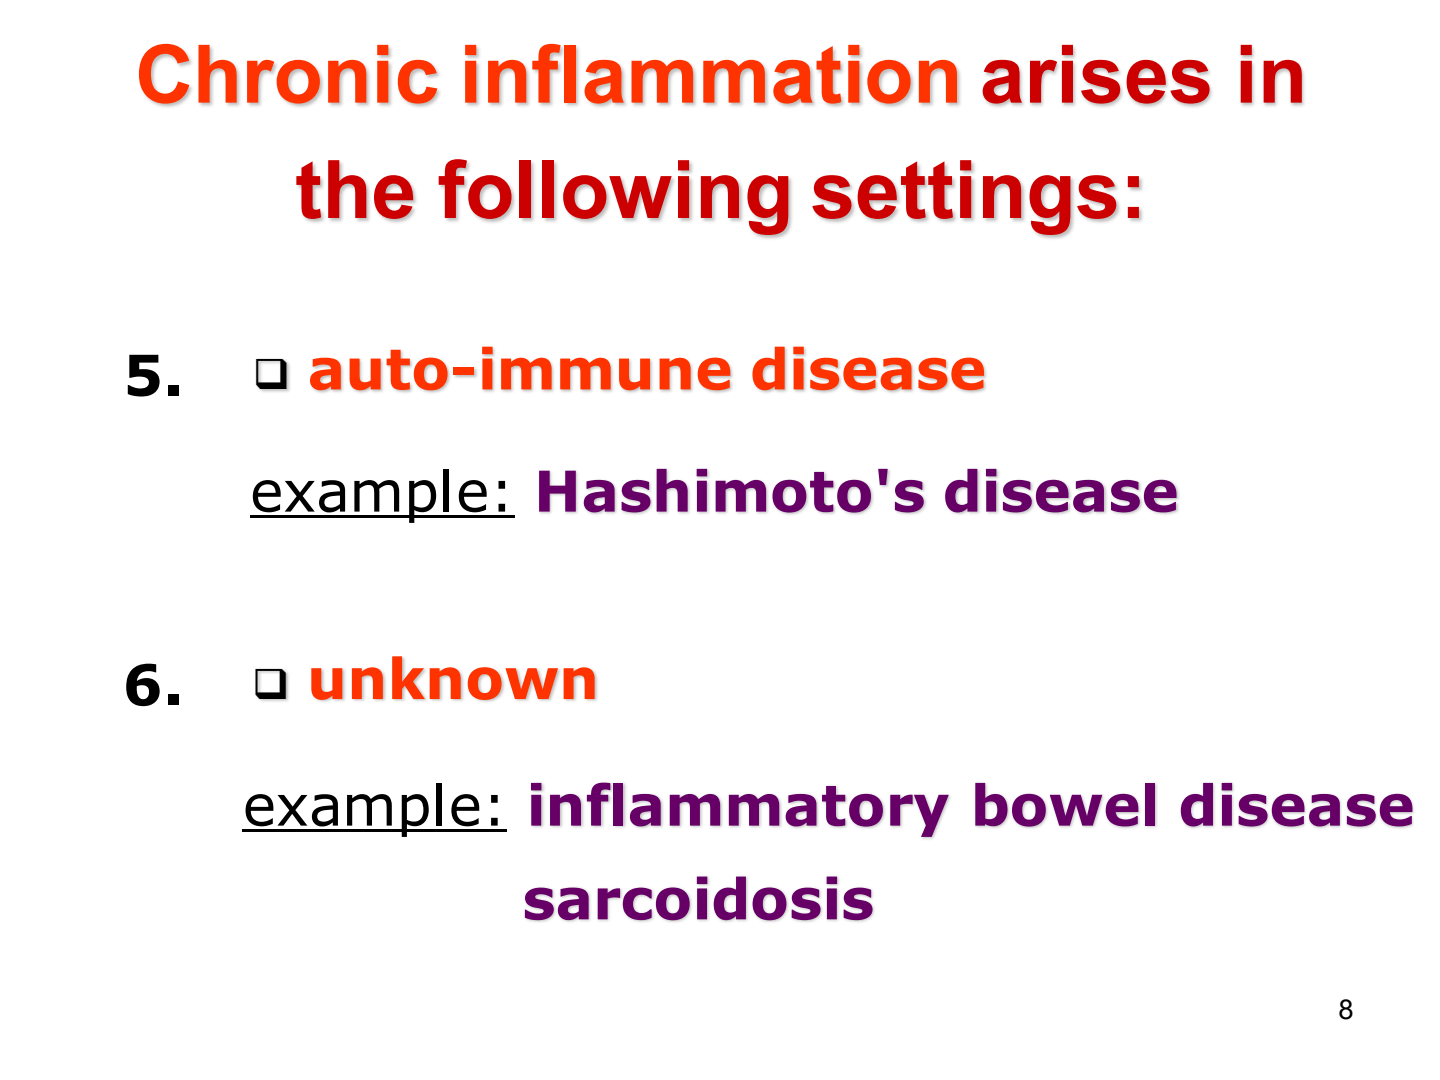 Chronic inflammation arises in
the following settings:
5. ❑ auto-immune disease
example: Hashimoto's disease
6. ❑ unknown
example: inflammatory bowel disease
sarcoidosis
8